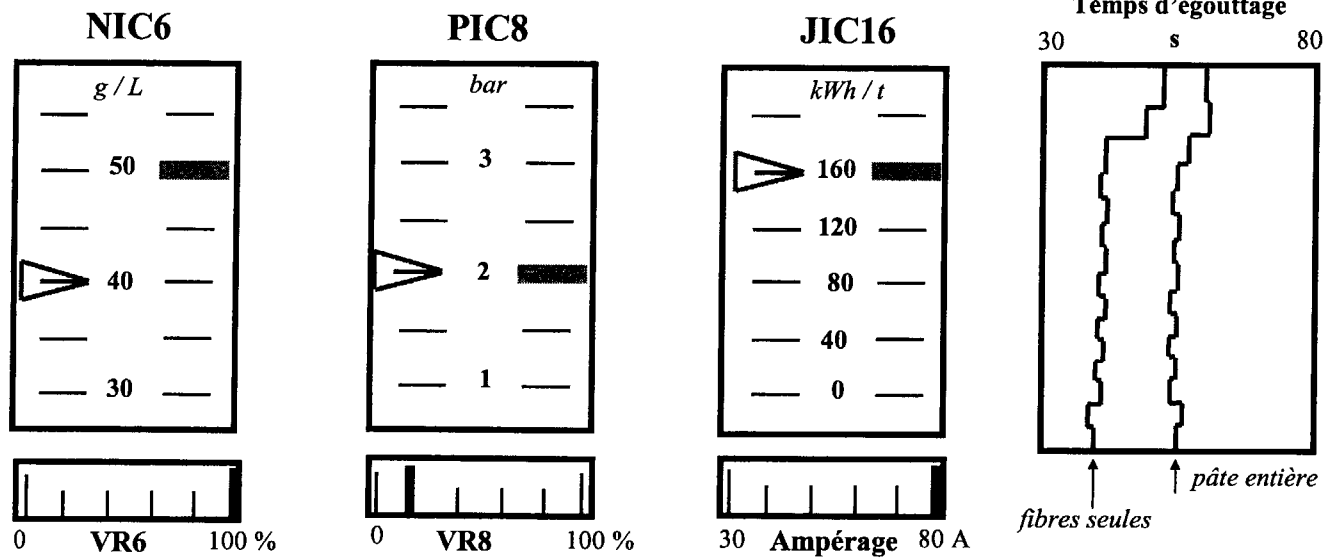 NIC6
PIC8
JIC16
Temps d'égouttage
30 s 80
g / L
50
40
30
bar
3
2
1
kWh / t
160
120
80
40
0
0 VR6 100 %
0 VR8 100 %
30 Ampérage 80 A
fibres seules
pâte entière